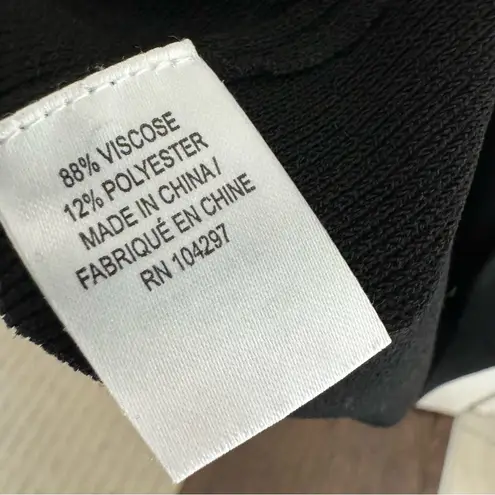 88% VISCOSE
12% POLYESTER
MADE IN CHINA/
FABRIQUÉ EN CHINE
RN 104297